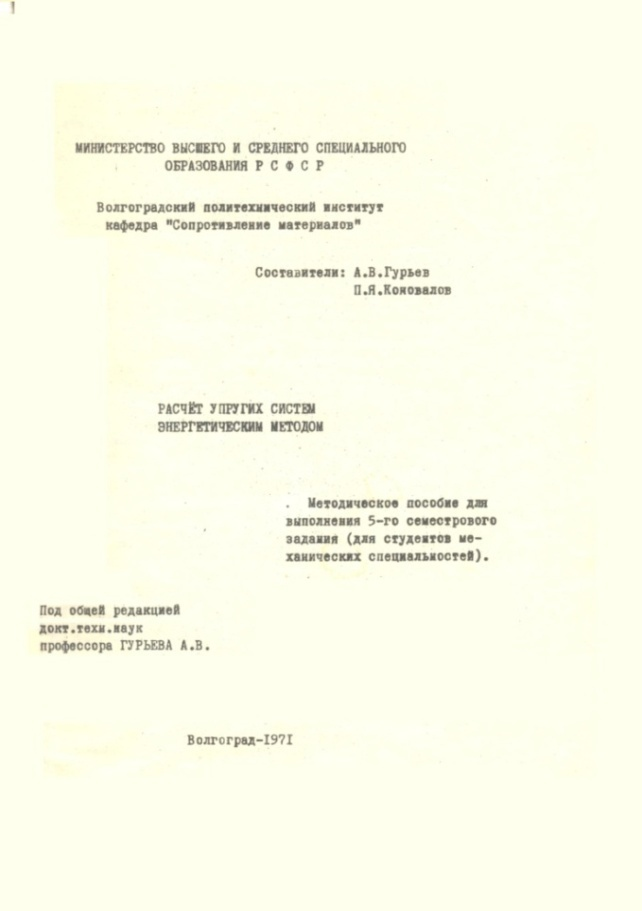 МИНИСТЕРСТВО ВЫСШЕГО И СРЕДНЕГО СПЕЦИАЛЬНОГО
ОБРАЗОВАНИЯ Р С Ф С Р
Волгоградский политехнический институт
кафедра "Сопротивление материалов"
Составители: А.В.Гурьев
П.Я.Коновалов
РАСЧЁТ УПРУГИХ СИСТЕМ
ЭНЕРГЕТИЧЕСКИМ МЕТОДОМ
Методическое пособие для
выполнения 5-го семестрового
задания (для студентов ме-
ханических специальностей).
Под общей редакцией
докт.техн.наук
профессора ГУРЬЕВА А.В.
Волгоград-1971